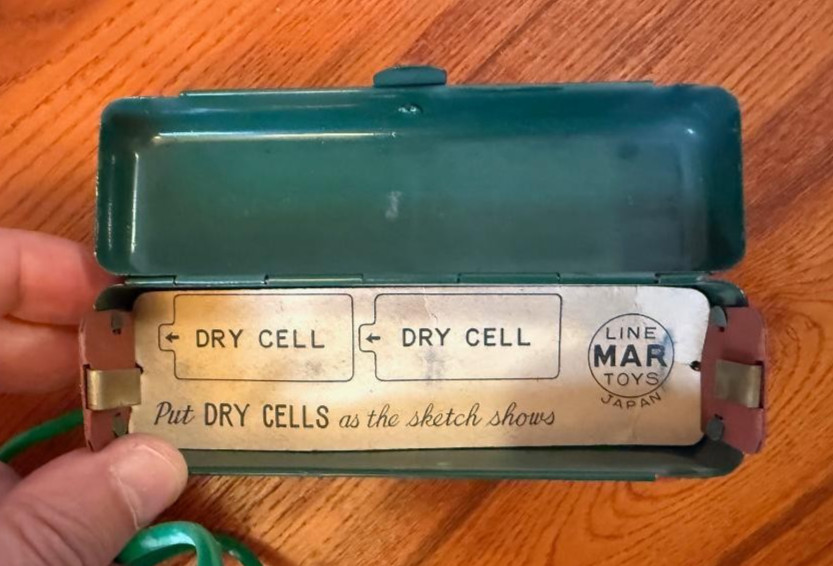 DRY CELL
DRY CELL
LINE
MAR
TOYS
JAPAN
Put DRY CELLS as the sketch shows